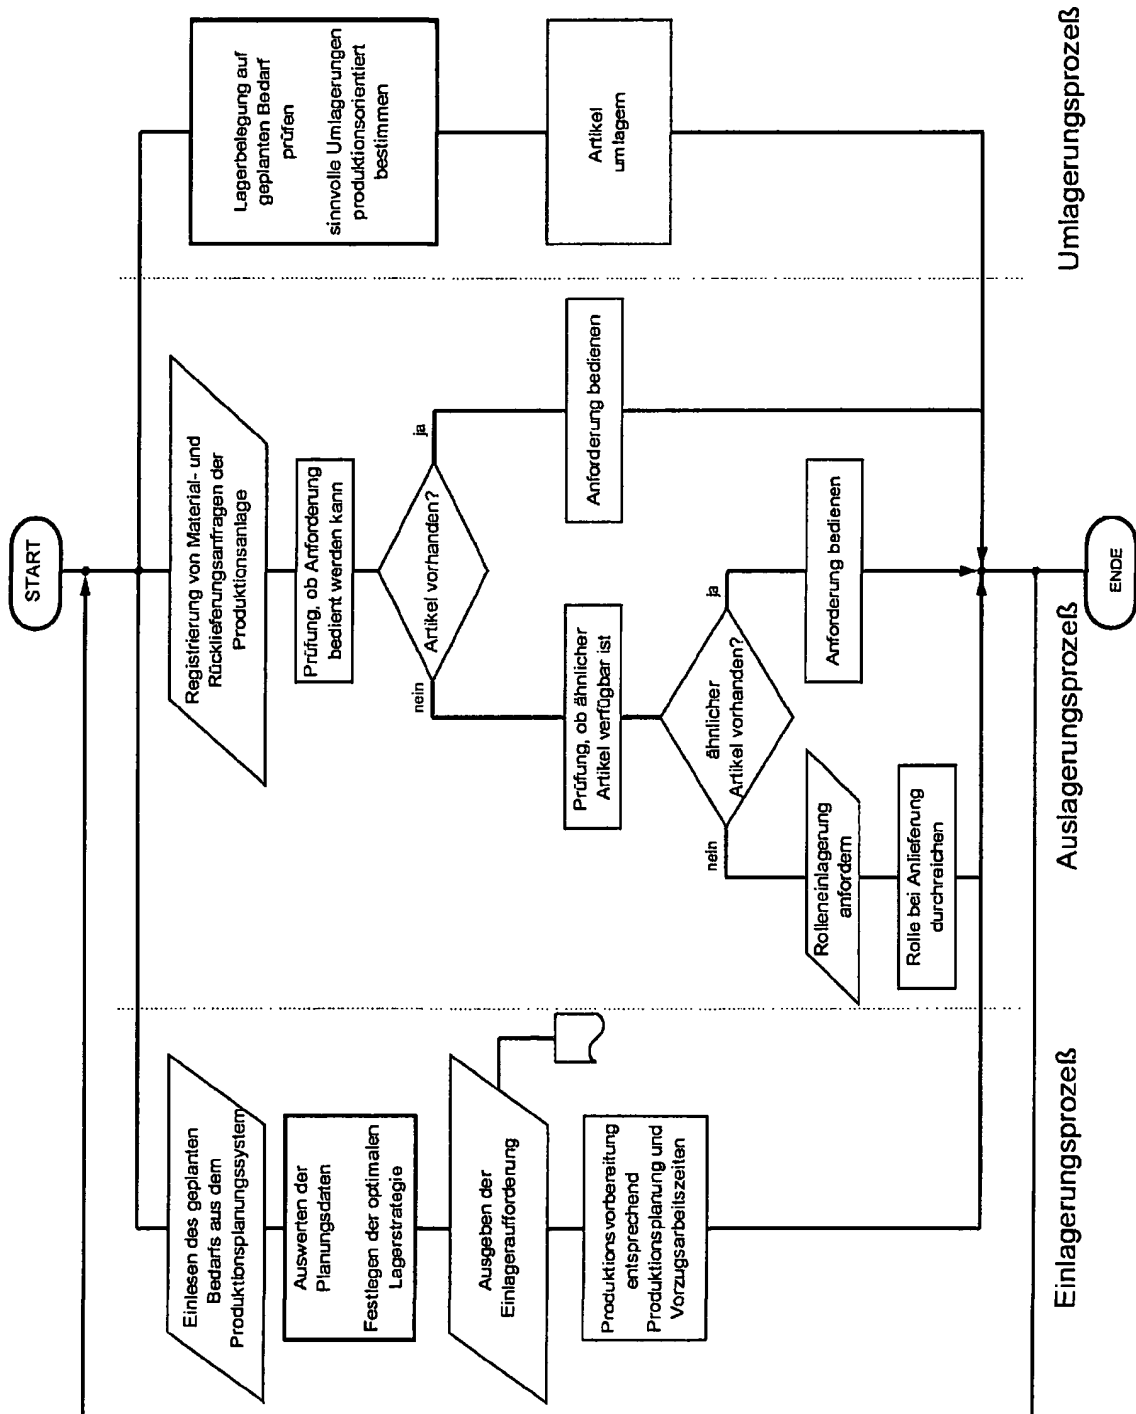 START
Einlesen des geplanten
Bedarfs aus dem
Produktionsplanungssystem
Auswerten der
Planungsdaten
Festlegen der optimalen
Lagerstrategie
Ausgeben der
Einlageraufforderung
Produktionsvorbereitung
entsprechend
Produktionsplanung und
Vorzugsarbeitszeiten
Einlagerungsprozeß
Registrierung von Material- und
Rücklieferungsanfragen der
Produktionsanlage
Prüfung, ob Anforderung
bedient werden kann
Artikel vorhanden?
nein
ja
Prüfung, ob ähnlicher
Artikel verfügbar ist
Anforderung bedienen
ähnlicher
Artikel vorhanden?
nein
ja
Rolleneinlagerung
anfordern
Anforderung bedienen
Rolle bei Anlieferung
durchreichen
Auslagerungsprozeß
Lagerbelegung auf
geplanten Bedarf
prüfen
sinnvolle Umlagerungen
produktionsorientiert
bestimmen
Artikel
umlagern
Umlagerungsprozeß
ENDE